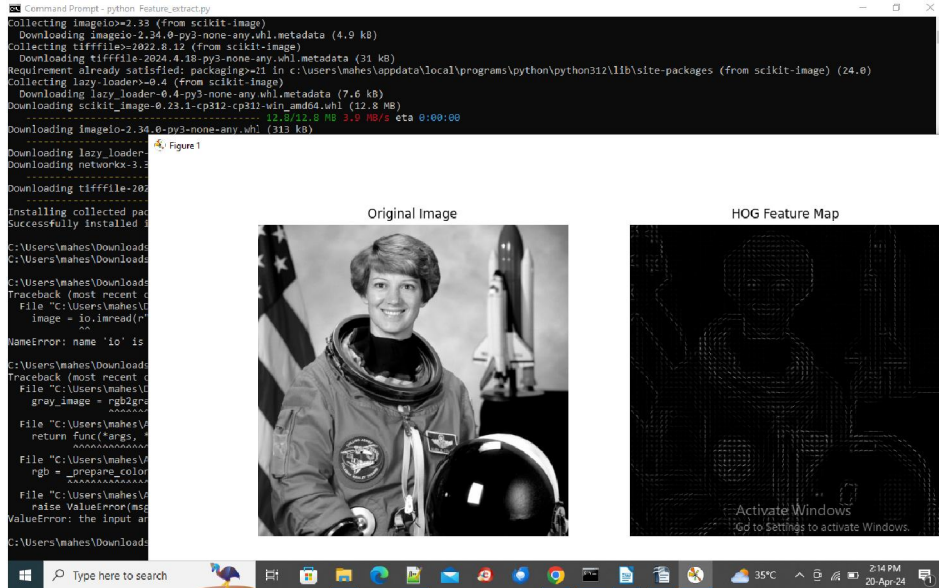 Command Prompt - python Feature_extract.py
Collecting imageio>=2.33 (from scikit-image)
Downloading imageio-2.34.0-py3-none-any.whl.metadata (4.9 kB)
Collecting tifffile>=2022.8.12 (from scikit-image)
Downloading tifffile-2024.4.18-py3-none-any.whl.metadata (31 kB)
Requirement already satisfied: packaging>=21 in c:\users\mahes\appdata\local\programs\python\python312\lib\site-packages (from scikit-image) (24.0)
Collecting lazy-loader>=0.4 (from scikit-image)
Downloading lazy_loader-0.4-py3-none-any.whl.metadata (7.6 kB)
Downloading scikit_image-0.23.1-cp312-cp312-win_amd64.whl (12.8 MB)
---------------------------------------- 12.8/12.8 MB 3.9 MB/s eta 0:00:00
Downloading imageio-2.34.0-py3-none-any.whl (313 kB)
Downloading lazy_loader-
Downloading networkx-3.3
Downloading tifffile-202
Installing collected pac
Successfully installed i
C:\Users\mahes\Downloads
C:\Users\mahes\Downloads
C:\Users\mahes\Downloads
Traceback (most recent c
File "C:\Users\mahes\D
image = io.imread(r"
^^
NameError: name 'io' is
C:\Users\mahes\Downloads
Traceback (most recent c
File "C:\Users\mahes\D
gray_image = rgb2gra
^^^^^^^
File "C:\Users\mahes\A
return func(*args, *
^^^^^^^^^^^^^
File "C:\Users\mahes\A
rgb = _prepare_color
^^^^^^^^^^^^^^
File "C:\Users\mahes\A
raise ValueError(msg
ValueError: the input ar
C:\Users\mahes\Downloads
Figure 1
Original Image
HOG Feature Map
Activate Windows
Go to Settings to activate Windows.
Type here to search
35°C
2:14 PM
20-Apr-24